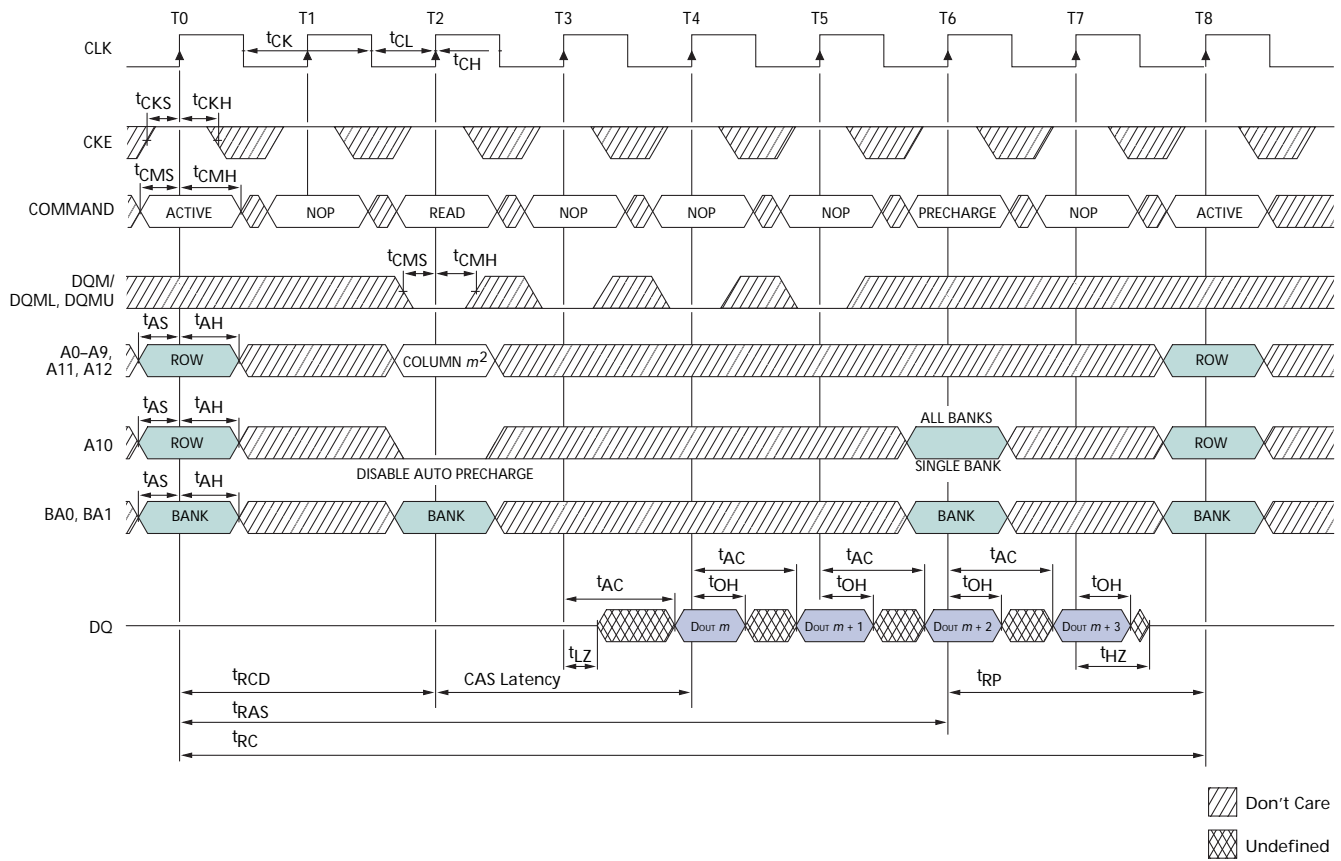 T0 T1 T2 T3 T4 T5 T6 T7 T8
CLK
tCK tCL
tCH
tCKS tCKH
CKE
tCMS tCMH
COMMAND
ACTIVE NOP READ NOP NOP NOP PRECHARGE NOP ACTIVE
tCMS tCMH
DQM/
DQML, DQMU
tAS tAH
A0–A9,
A11, A12
ROW COLUMN m2 ROW
tAS tAH
ALL BANKS
A10
ROW ROW
DISABLE AUTO PRECHARGE
SINGLE BANK
tAS tAH
BA0, BA1
BANK BANK BANK BANK
tAC tAC tAC tAC
tOH tOH tOH tOH
DQ
DOUT m DOUT m + 1 DOUT m + 2 DOUT m + 3
tLZ
tHZ
tRCD
CAS Latency
tRP
tRAS
tRC
Don't Care
Undefined